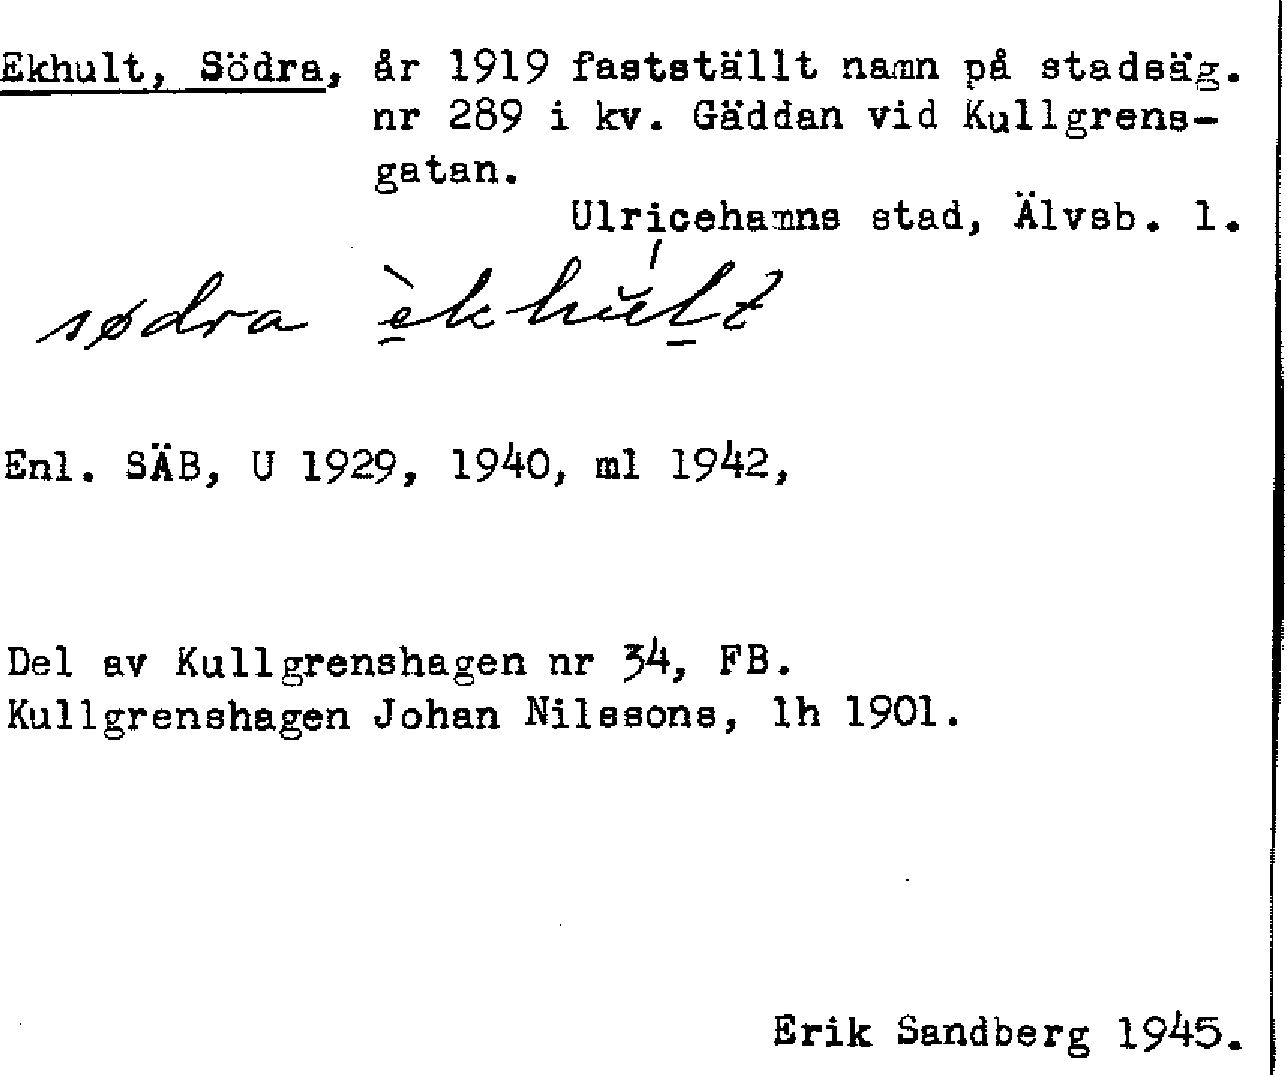 Ekhult, Södra, år 1919 fastställt namn på stadsäg.
nr 289 i kv. Gäddan vid Kullgrens-
gatan.
Ulricehamns stad, Älvsb. l.
södra èkhult
Enl. SÄB, U 1929, 1940, ml 1942,
Del av Kullgrenshagen nr 34, FB.
Kullgrenshagen Johan Nilssons, lh 1901.
Erik Sandberg 1945.